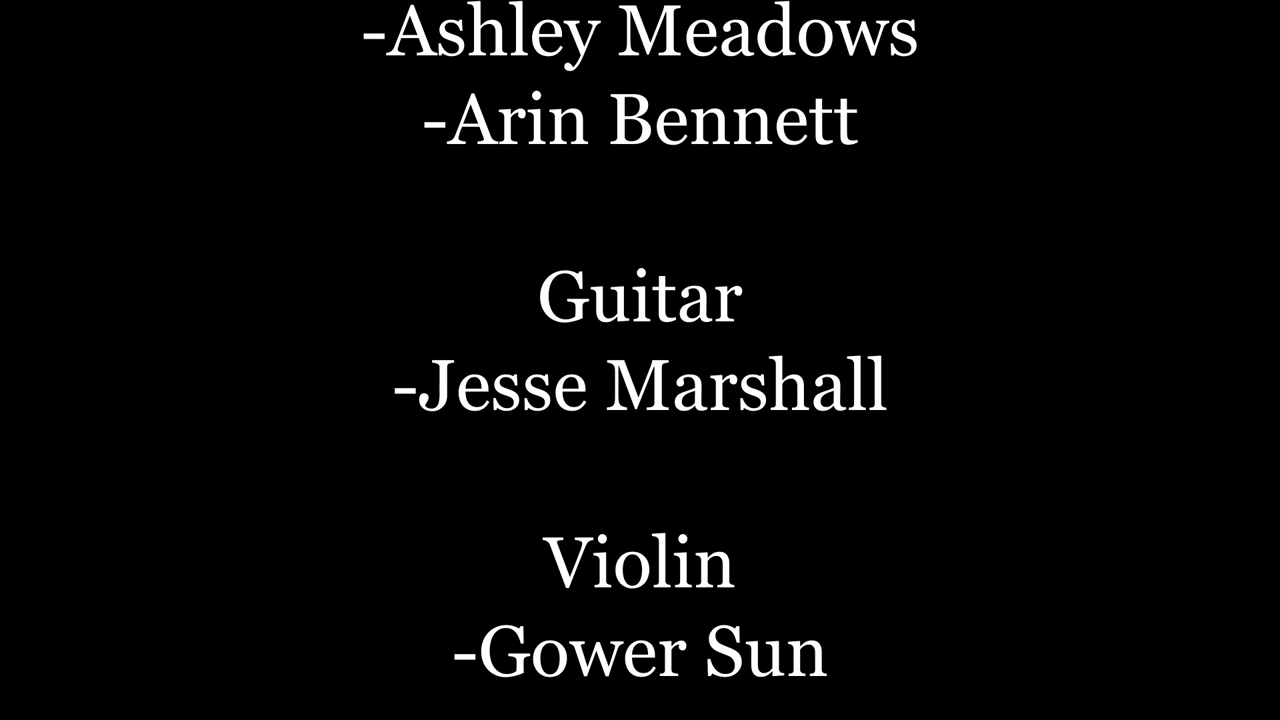 -Ashley Meadows
-Arin Bennett
Guitar
-Jesse Marshall
Violin
-Gower Sun